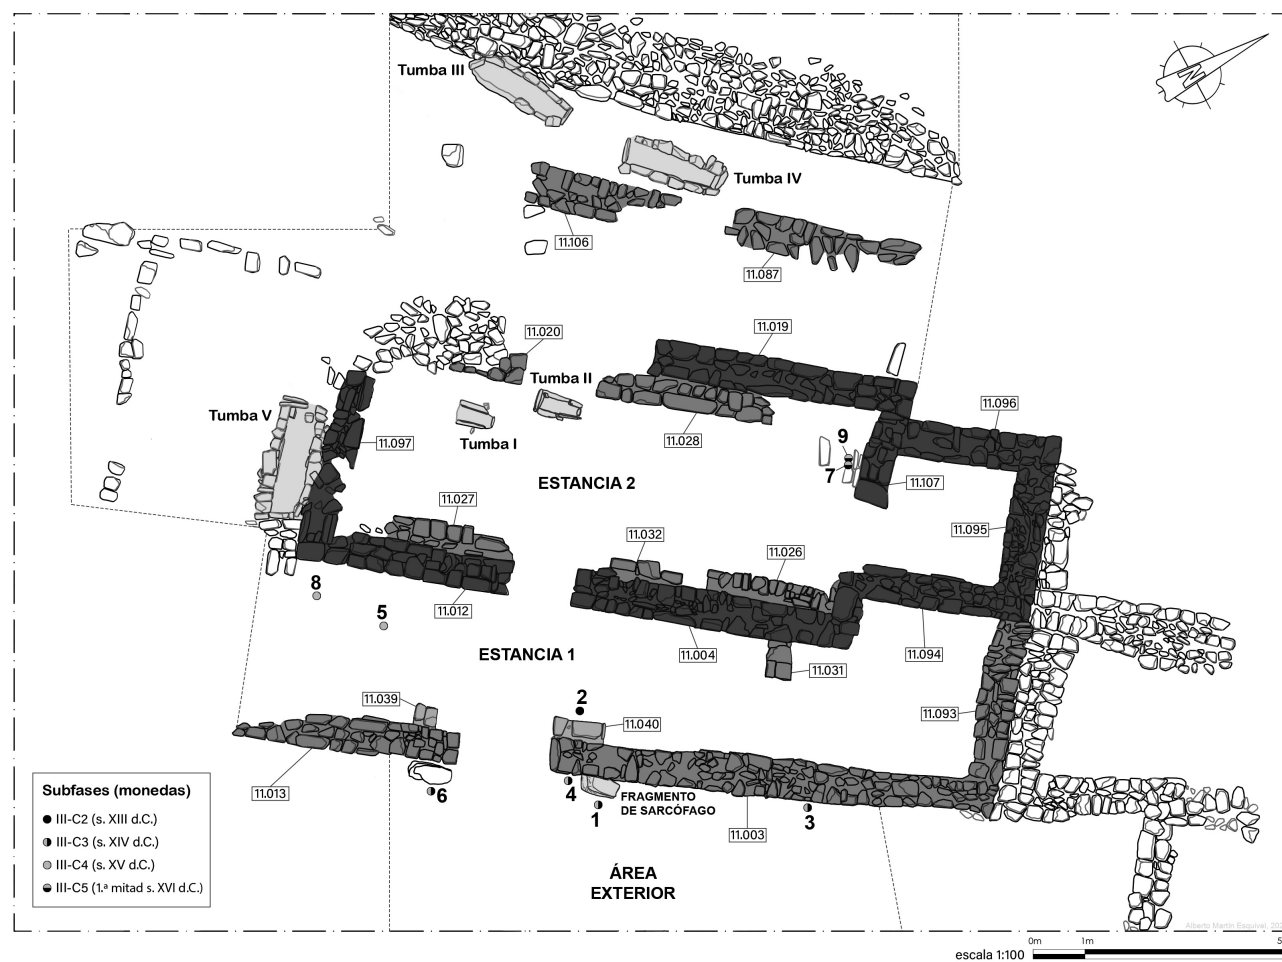 Tumba III
N
Tumba IV
11.106
11.087
11.019
11.020
Tumba II
11.096
Tumba V
9
11.097
Tumba I
11.028
7
ESTANCIA 2
11.107
11.027
11.095
11.032
11.026
8
5
11.012
ESTANCIA 1
11.004
11.094
11.031
2
11.039
11.093
11.040
6
4
FRAGMENTO
DE SARCÓFAGO
11.013
1
3
11.003
Subfases (monedas)
III-C2 (s. XIII d.C.)
III-C3 (s. XIV d.C.)
III-C4 (s. XV d.C.)
III-C5 (1.ª mitad s. XVI d.C.)
ÁREA
EXTERIOR
Alberto Martín Esquivel,
0m 1m 5
escala 1:100